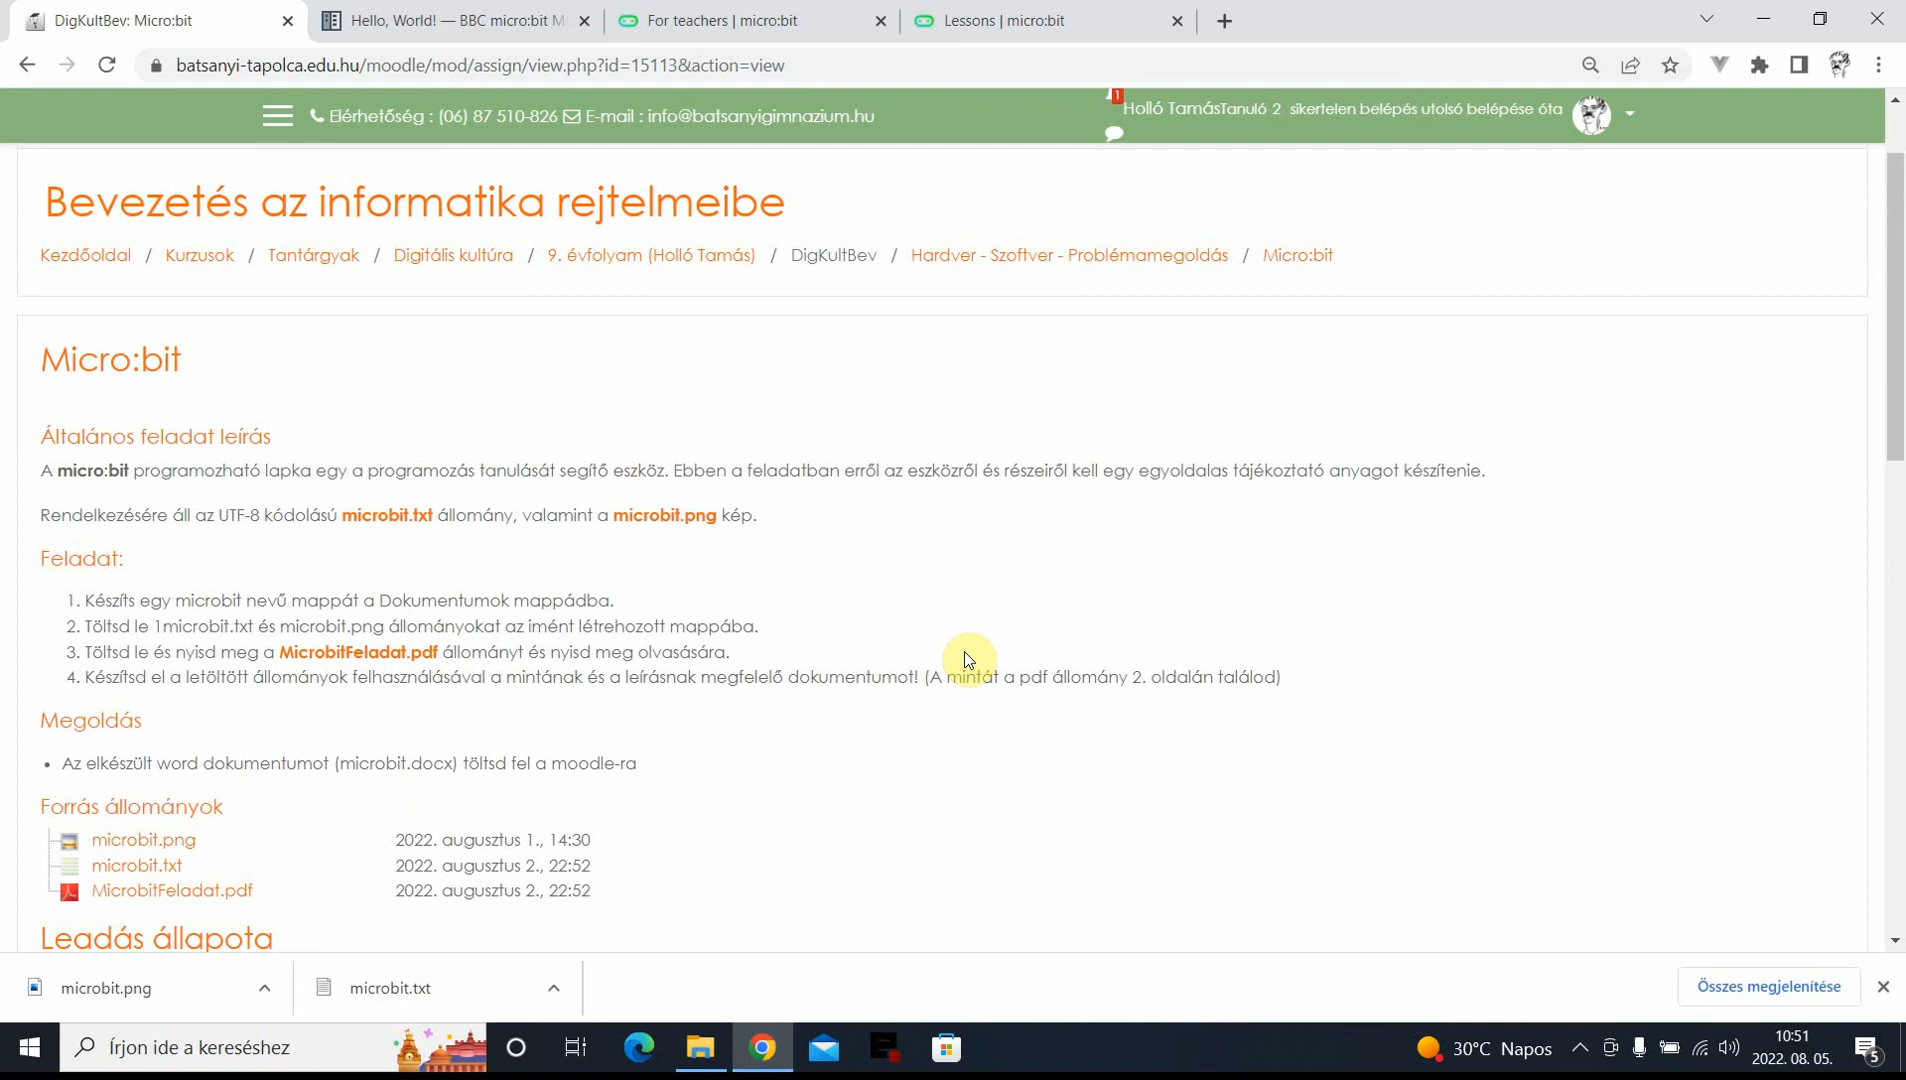 DigKultBev: Micro:bit
Hello, World! — BBC micro:bit M
For teachers | micro:bit
Lessons | micro:bit
batsanyi-tapolca.edu.hu/moodle/mod/assign/view.php?id=15113&action=view
Elérhetőség : (06) 87 510-826 E-mail : info@batsanyigimnazium.hu
1
Holló TamásTanuló 2 sikertelen belépés utolsó belépése óta
Bevezetés az informatika rejtelmeibe
Kezdőoldal / Kurzusok / Tantárgyak / Digitális kultúra / 9. évfolyam (Holló Tamás) / DigKultBev / Hardver - Szoftver - Problémamegoldás / Micro:bit
Micro:bit
Általános feladat leírás
A micro:bit programozható lapka egy a programozás tanulását segítő eszköz. Ebben a feladatban erről az eszközről és részeiről kell egy egyoldalas tájékoztató anyagot készítenie.
Rendelkezésére áll az UTF-8 kódolású microbit.txt állomány, valamint a microbit.png kép.
Feladat:
1. Készíts egy microbit nevű mappát a Dokumentumok mappádba.
2. Töltsd le 1microbit.txt és microbit.png állományokat az imént létrehozott mappába.
3. Töltsd le és nyisd meg a MicrobitFeladat.pdf állományt és nyisd meg olvasására.
4. Készítsd el a letöltött állományok felhasználásával a mintának és a leírásnak megfelelő dokumentumot! (A mintát a pdf állomány 2. oldalán találod)
Megoldás
• Az elkészült word dokumentumot (microbit.docx) töltsd fel a moodle-ra
Forrás állományok
microbit.png 2022. augusztus 1., 14:30
microbit.txt 2022. augusztus 2., 22:52
MicrobitFeladat.pdf 2022. augusztus 2., 22:52
Leadás állapota
microbit.png
microbit.txt
Összes megjelenítése
Írjon ide a kereséshez
30°C Napos
10:51
2022. 08. 05.
5